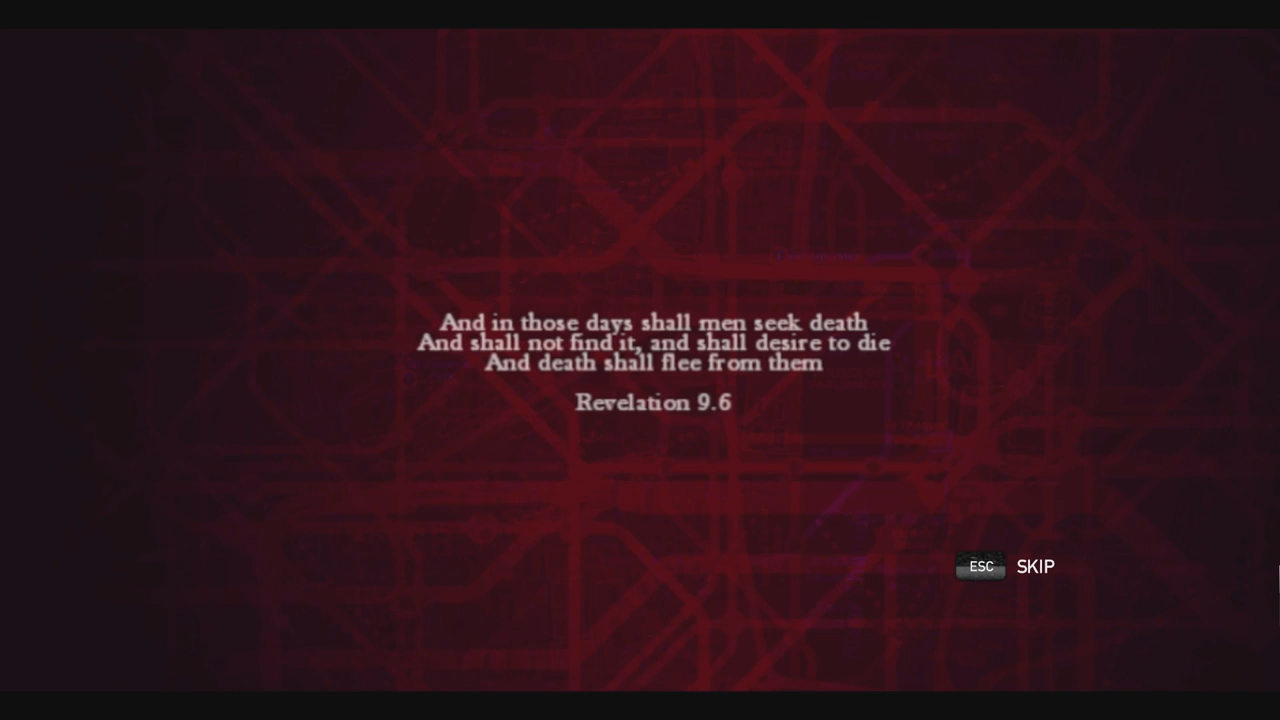 And in those days shall men seek death
And shall not find it, and shall desire to die
And death shall flee from them
Revelation 9.6
ESC SKIP